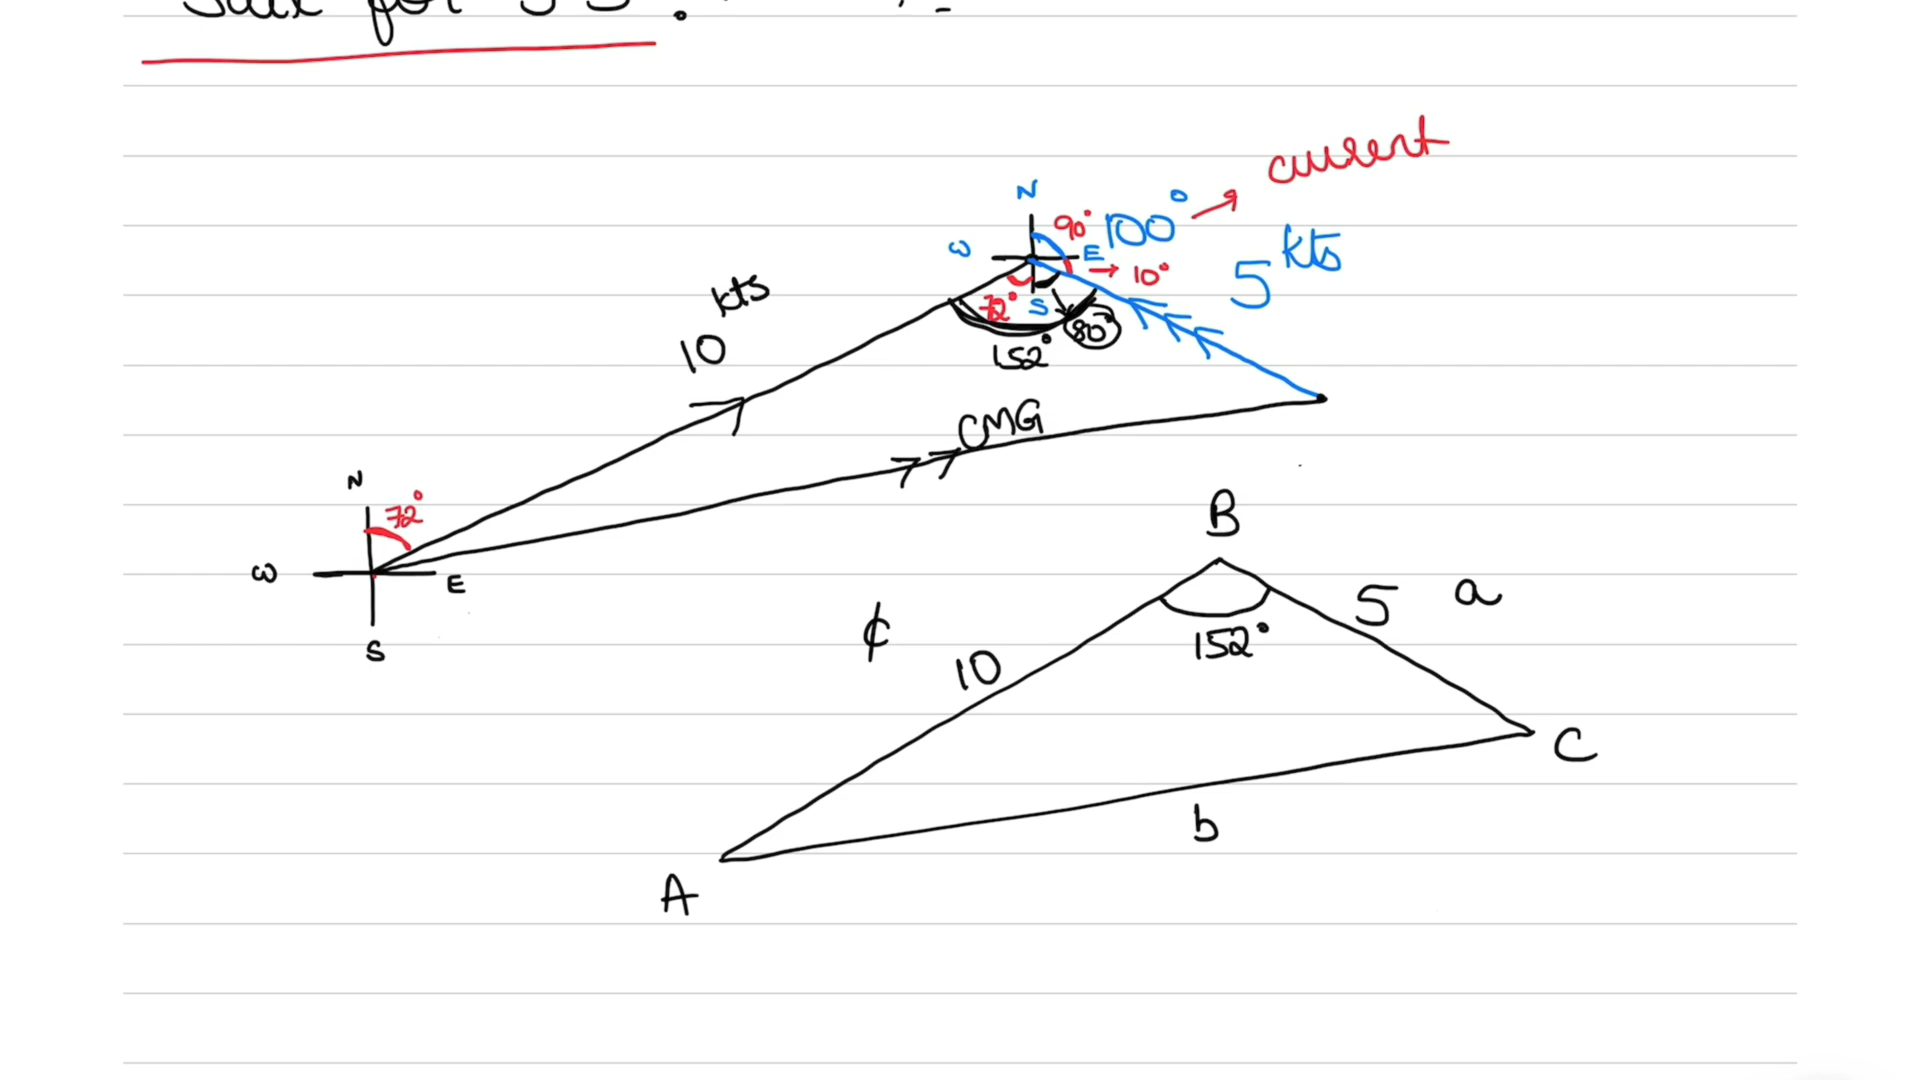 current
N
90° 100°
5 kts
W E → 10°
72° S 80°
152°
10 kts
CMG
N
72°
W E
S
B
5 a
¢
152°
10
C
b
A